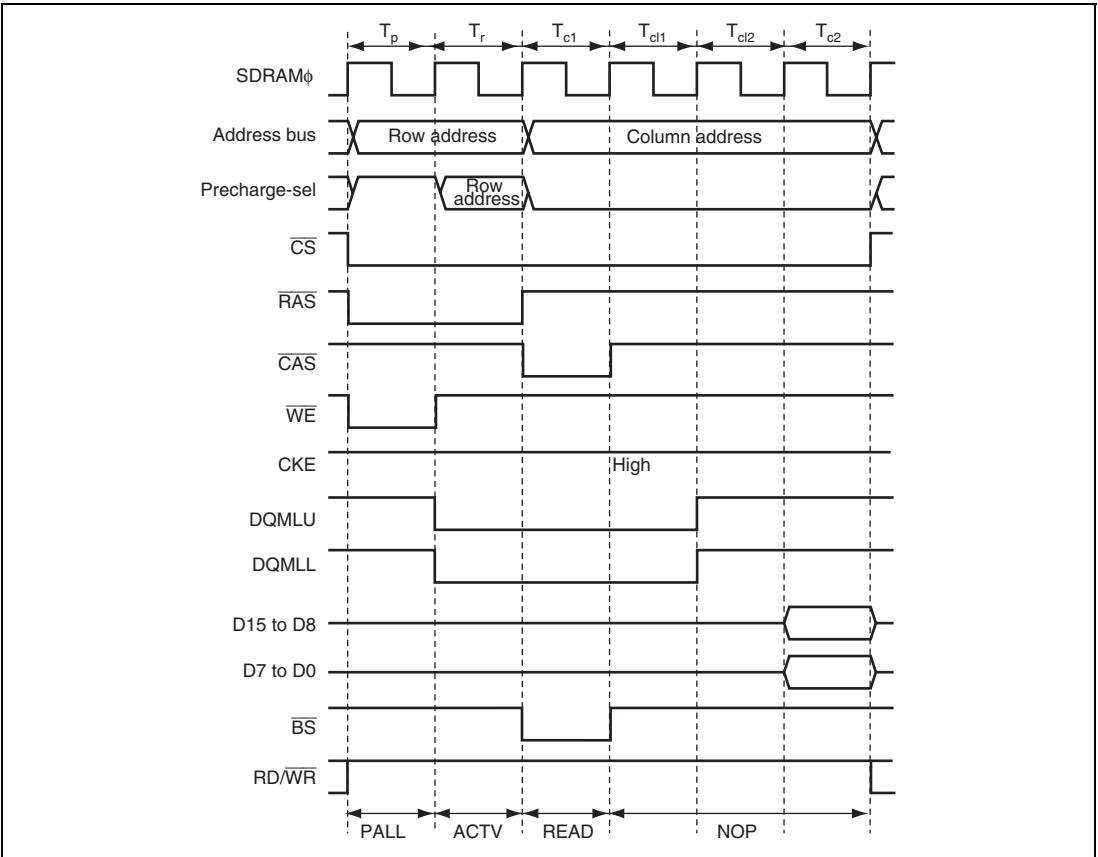 Tp Tr Tc1 Tcl1 Tcl2 Tc2
SDRAMϕ
Address bus Row address Column address
Precharge-sel Row address
CS
RAS
CAS
WE
CKE High
DQMLU
DQMLL
D15 to D8
D7 to D0
BS
RD/WR
PALL ACTV READ NOP